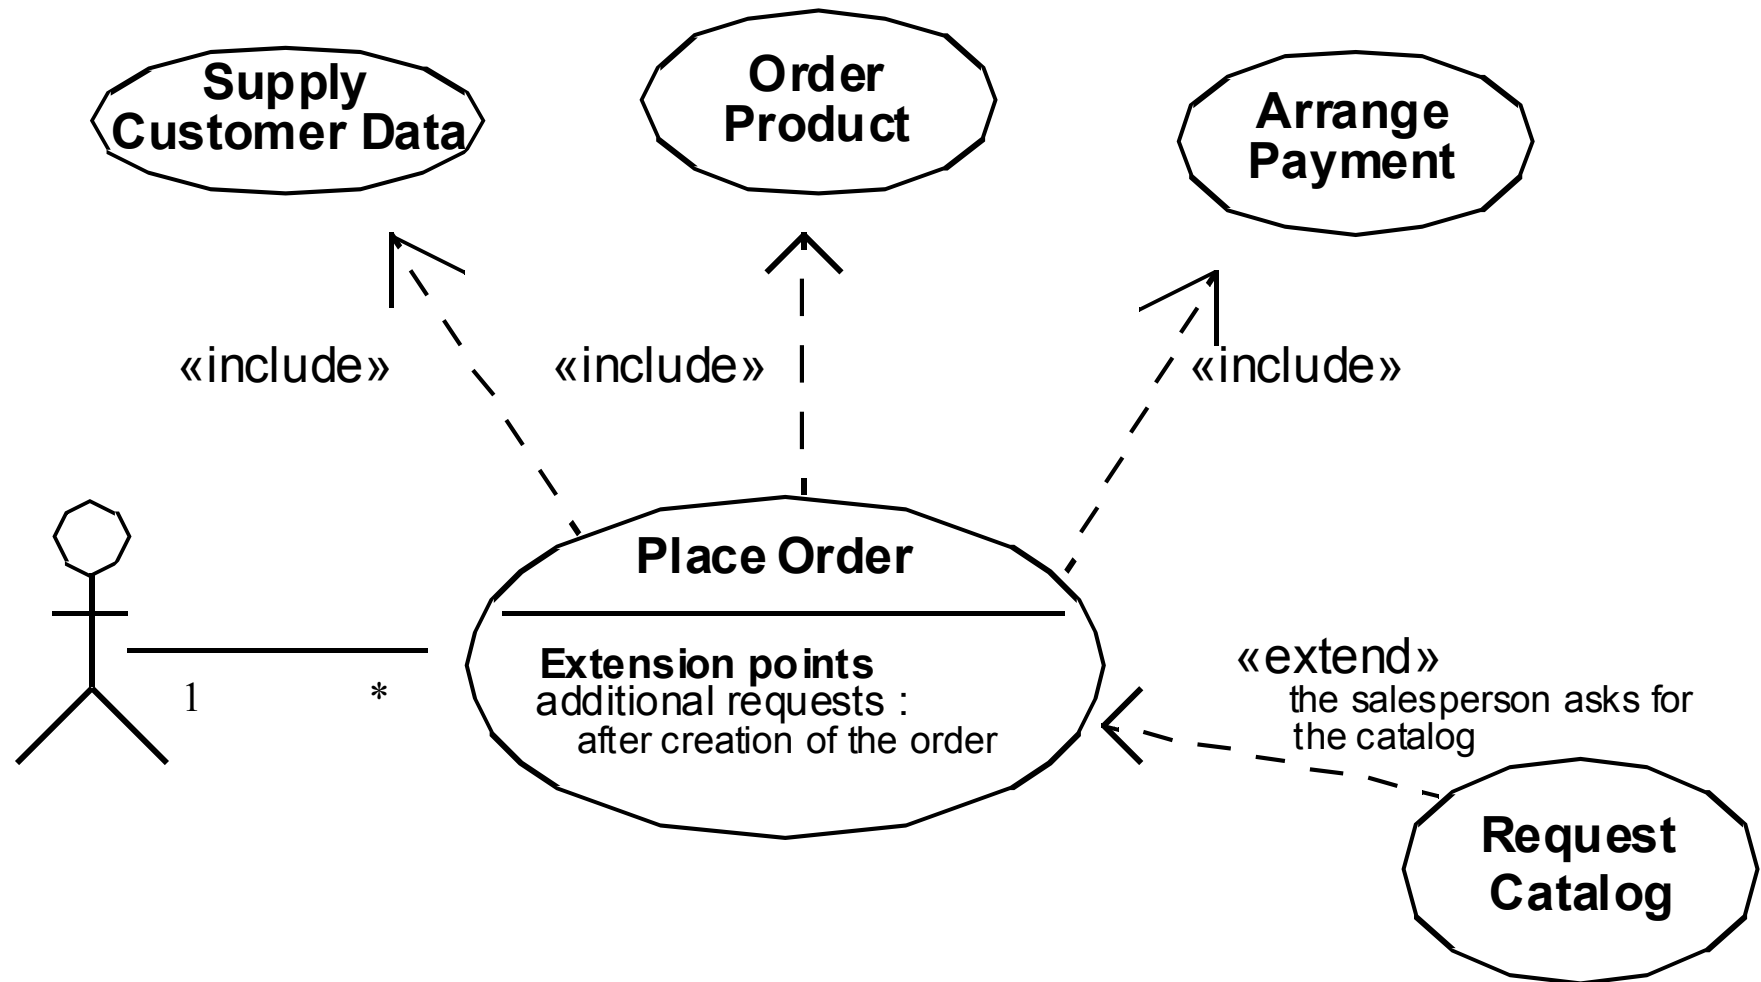 Supply
Customer Data
Order
Product
Arrange
Payment
«include»
«include»
«include»
Place Order
Extension points
additional requests :
after creation of the order
1
*
«extend»
the salesperson asks for
the catalog
Request
Catalog